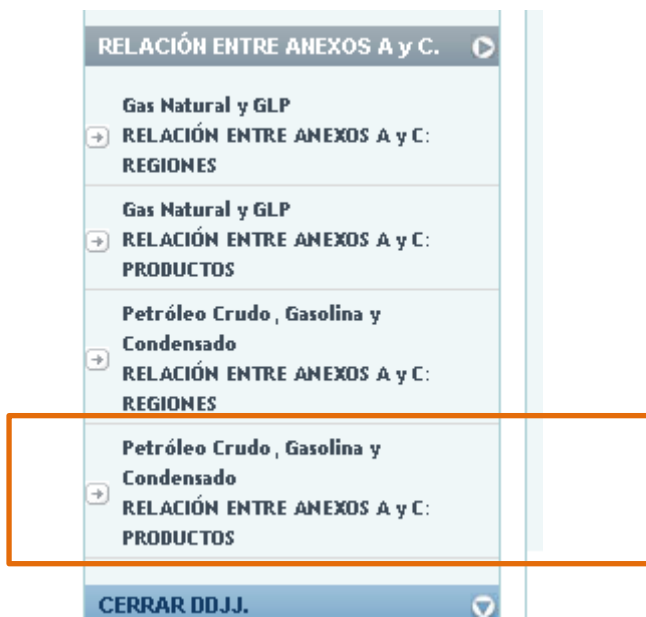 RELACIÓN ENTRE ANEXOS A y C.
Gas Natural y GLP
RELACIÓN ENTRE ANEXOS A y C:
REGIONES
Gas Natural y GLP
RELACIÓN ENTRE ANEXOS A y C:
PRODUCTOS
Petróleo Crudo , Gasolina y
Condensado
RELACIÓN ENTRE ANEXOS A y C:
REGIONES
Petróleo Crudo , Gasolina y
Condensado
RELACIÓN ENTRE ANEXOS A y C:
PRODUCTOS
CERRAR DDJJ.